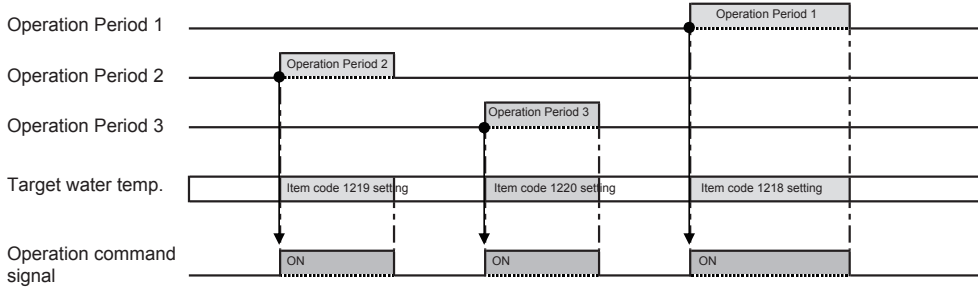 Operation Period 1
Operation Period 1
Operation Period 2
Operation Period 2
Operation Period 3
Operation Period 3
Target water temp.
Item code 1219 setting
Item code 1220 setting
Item code 1218 setting
Operation command
signal
ON
ON
ON